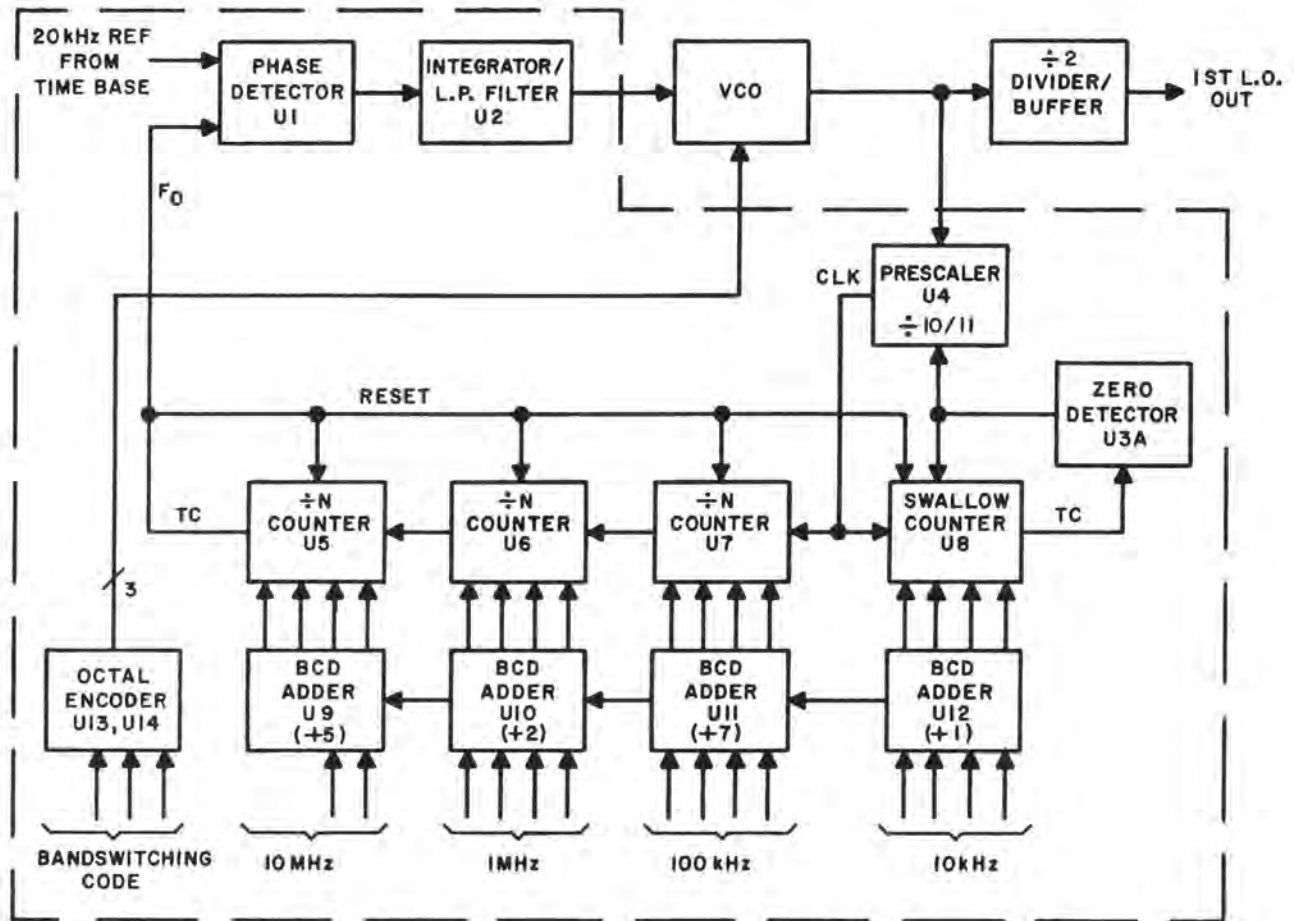 20 kHz REF
FROM
TIME BASE
PHASE
DETECTOR
U1
INTEGRATOR/
L.P. FILTER
U2
VCO
÷2
DIVIDER/
BUFFER
1ST L.O.
OUT
F0
CLK
PRESCALER
U4
÷10/11
ZERO
DETECTOR
U3A
RESET
TC
÷N
COUNTER
U5
÷N
COUNTER
U6
÷N
COUNTER
U7
SWALLOW
COUNTER
U8
TC
3
OCTAL
ENCODER
U13, U14
BCD
ADDER
U9
(+5)
BCD
ADDER
U10
(+2)
BCD
ADDER
U11
(+7)
BCD
ADDER
U12
(+1)
BANDSWITCHING
CODE
10 MHz
1MHz
100 kHz
10kHz